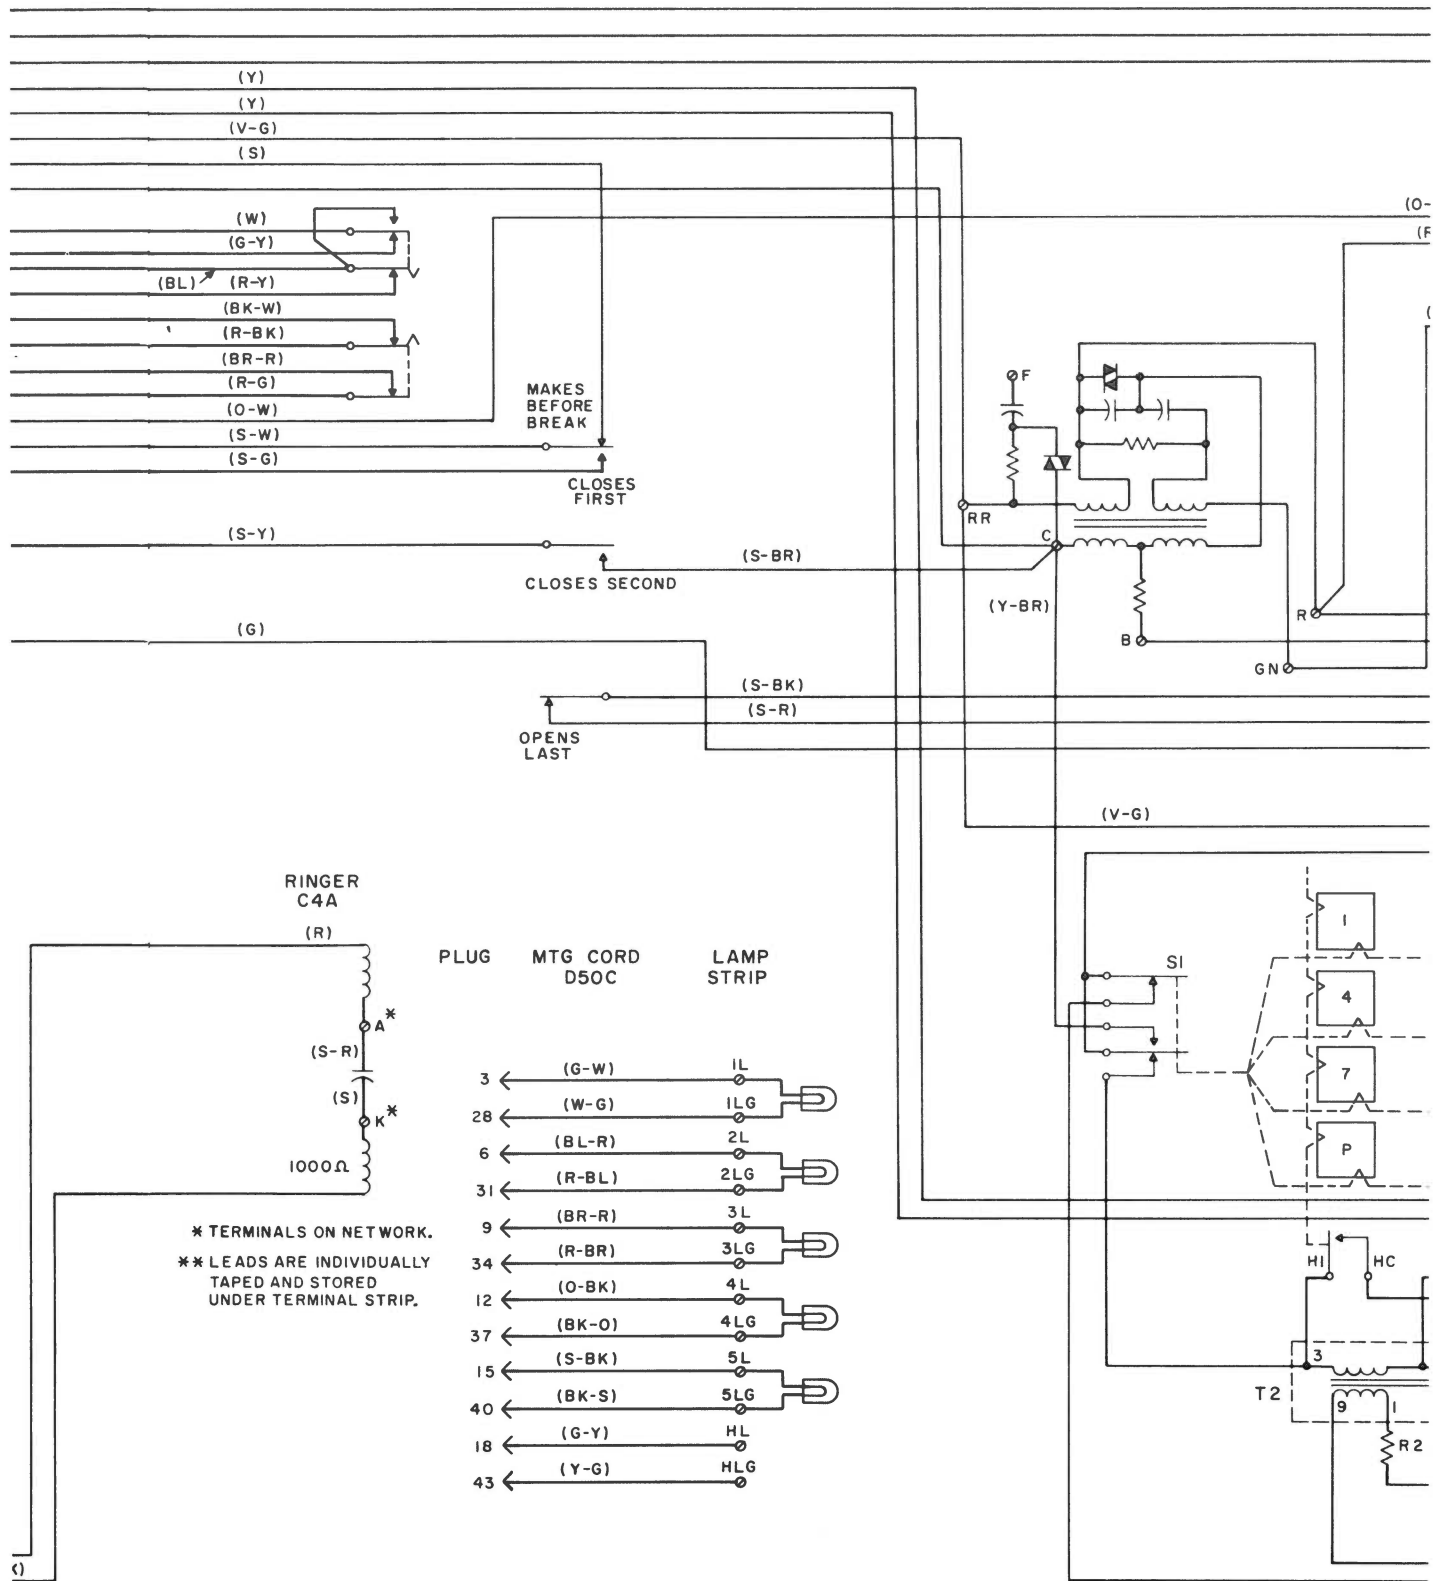 (Y)
(Y)
(V-G)
(S)
(W)
(G-Y)
(BL)
(R-Y)
(BK-W)
(R-BK)
(BR-R)
(R-G)
(O-W)
(S-W)
(S-G)
MAKES
BEFORE
BREAK
CLOSES
FIRST
(S-Y)
CLOSES SECOND
(S-BR)
(Y-BR)
(O-
F
RR
C
R
B
GN
(G)
(S-BK)
(S-R)
OPENS
LAST
(V-G)
RINGER
C4A
(R)
A*
(S-R)
(S)
K*
1000Ω
* TERMINALS ON NETWORK.
** LEADS ARE INDIVIDUALLY
TAPED AND STORED
UNDER TERMINAL STRIP.
PLUG MTG CORD LAMP
D50C STRIP
3 (G-W) 1L
28 (W-G) 1LG
6 (BL-R) 2L
31 (R-BL) 2LG
9 (BR-R) 3L
34 (R-BR) 3LG
12 (O-BK) 4L
37 (BK-O) 4LG
15 (S-BK) 5L
40 (BK-S) 5LG
18 (G-Y) HL
43 (Y-G) HLG
S1
1
4
7
P
H1 HC
3
T2
9 1
R2